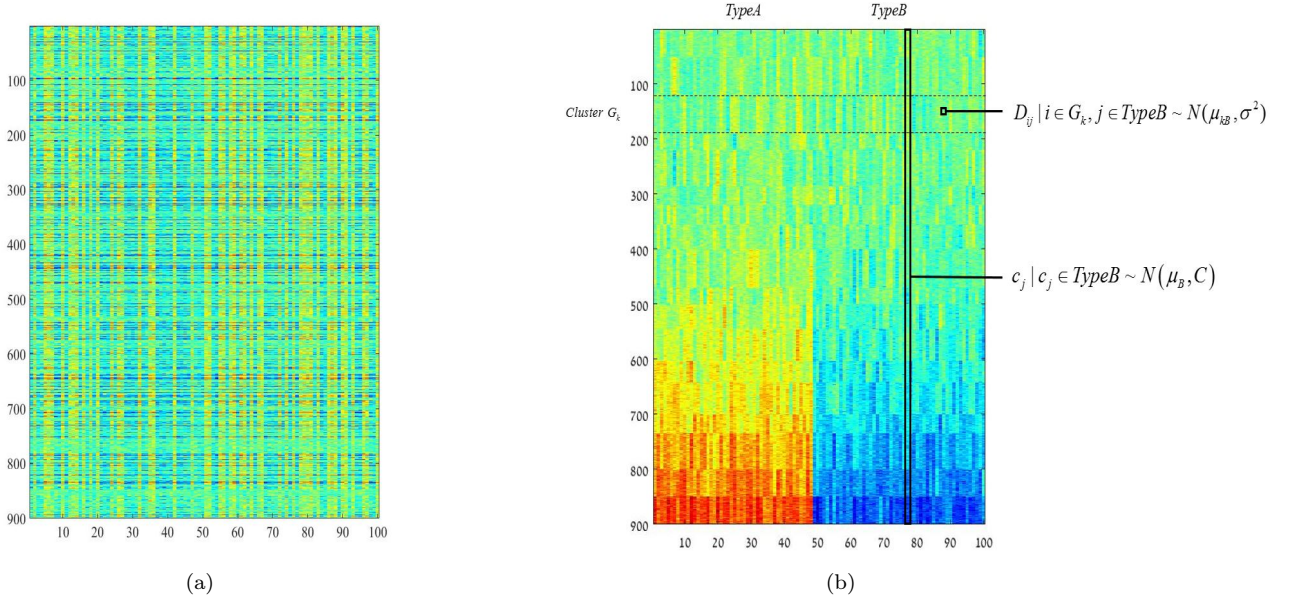 TypeA TypeB
100
200
300
400
500
600
700
800
900
10 20 30 40 50 60 70 80 90 100
(a)
100
200
300
400
500
600
700
800
900
10 20 30 40 50 60 70 80 90 100
Cluster G_k
D_ij | i ∈ G_k, j ∈ TypeB ~ N(μ_kB, σ²)
c_j | c_j ∈ TypeB ~ N(μ_B, C)
(b)